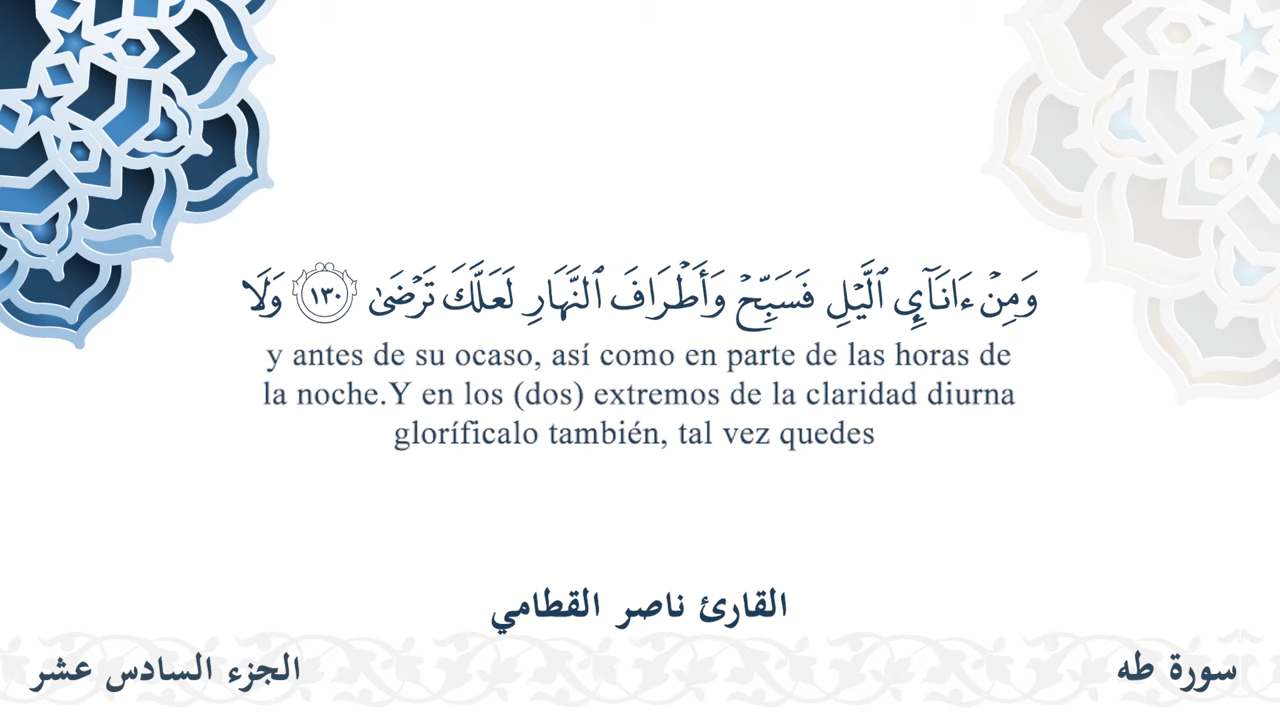 وَمِنْ ءَانَآئِ ٱلَّيْلِ فَسَبِّحْ وَأَطْرَافَ ٱلنَّهَارِ لَعَلَّكَ تَرْضَىٰ ١٣٠ وَلَا
y antes de su ocaso, así como en parte de las horas de
la noche.Y en los (dos) extremos de la claridad diurna
gloríficalo también, tal vez quedes
القارئ ناصر القطامي
سورة طه
الجزء السادس عشر